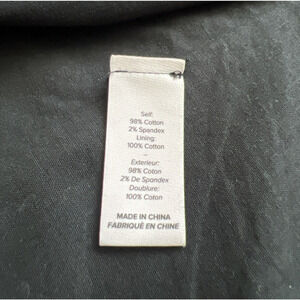 Self:
98% Cotton
2% Spandex
Lining:
100% Cotton
–
Exterieur:
98% Coton
2% De Spandex
Doublure:
100% Coton
MADE IN CHINA
FABRIQUÉ EN CHINE